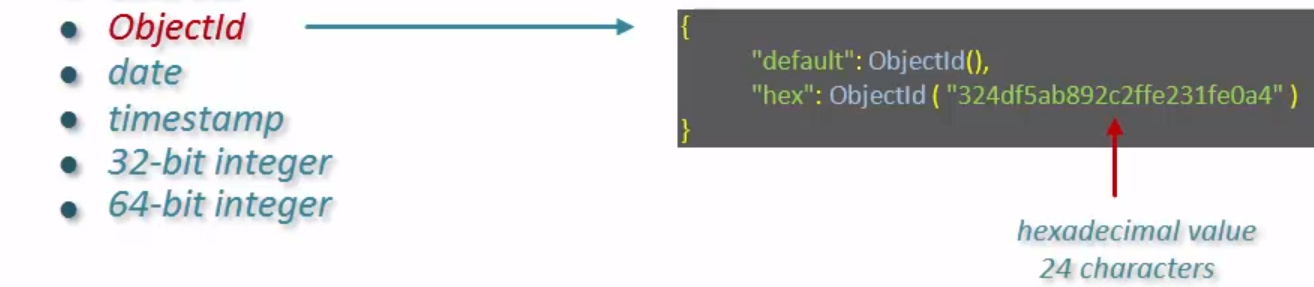 • ObjectId
• date
• timestamp
• 32-bit integer
• 64-bit integer
{
"default": ObjectId(),
"hex": ObjectId ( "324df5ab892c2ffe231fe0a4" )
}
hexadecimal value
24 characters